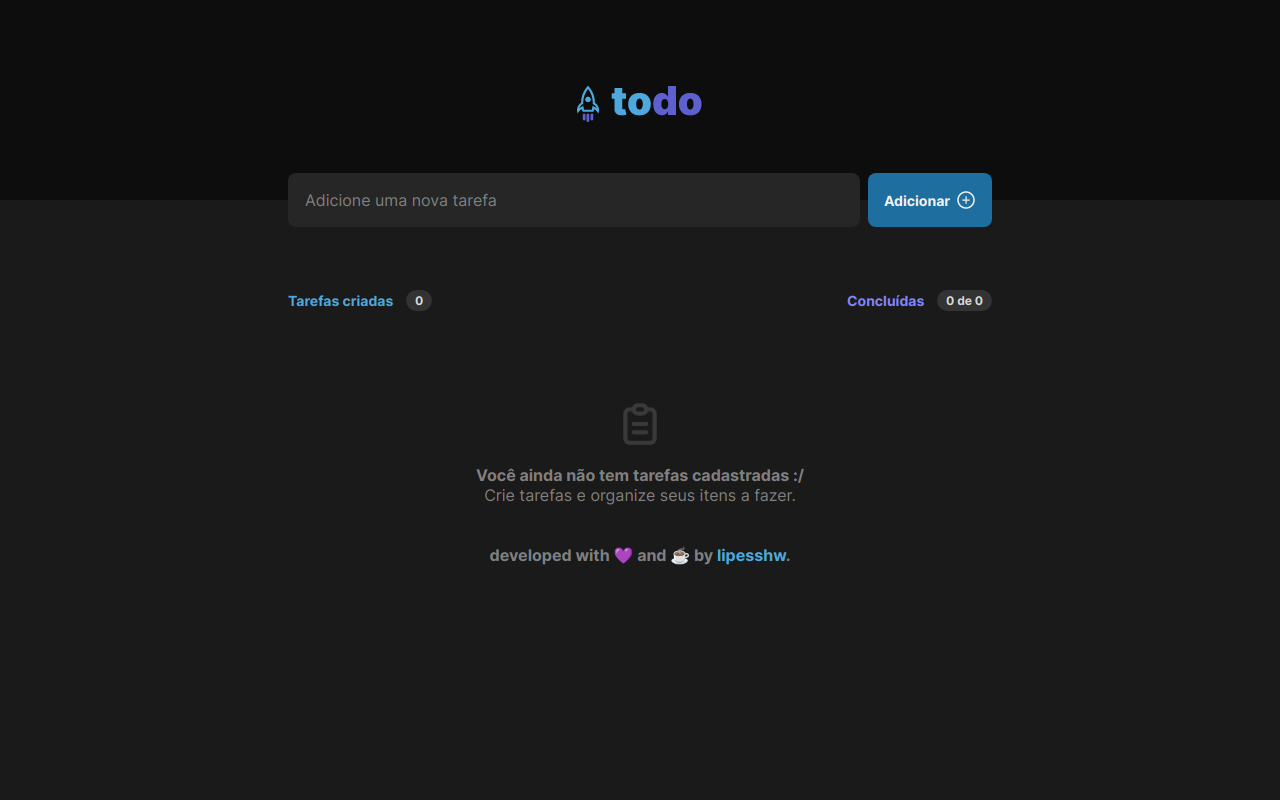 todo
Adicione uma nova tarefa
Adicionar
Tarefas criadas 0
Concluídas 0 de 0
Você ainda não tem tarefas cadastradas :/
Crie tarefas e organize seus itens a fazer.
developed with 💜 and ☕ by lipesshw.